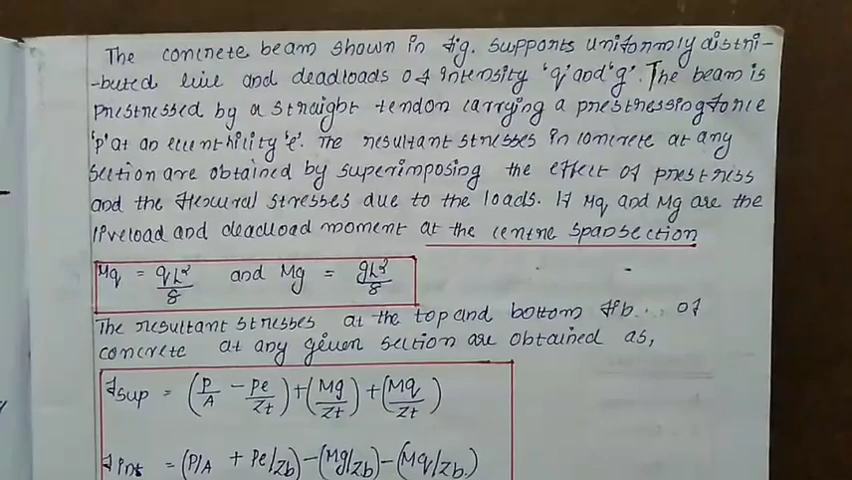 The concrete beam shown in fig. supports uniformly distri-
-buted live and deadloads of intensity 'q' and 'g'. The beam is
prestressed by a straight tendon carrying a prestressing force
'p' at an eccentricity 'e'. The resultant stresses in concrete at any
section are obtained by superimposing the effect of prestress
and the flexural stresses due to the loads. If Mq and Mg are the
liveload and deadload moment at the centre span section
Mq = qL²/8 and Mg = gL²/8
The resultant stresses at the top and bottom fib... of
concrete at any given section are obtained as,
fsup = (P/A - Pe/Zt) + (Mg/Zt) + (Mq/Zt)
fint = (P/A + Pe/Zb) - (Mg/Zb) - (Mq/Zb)